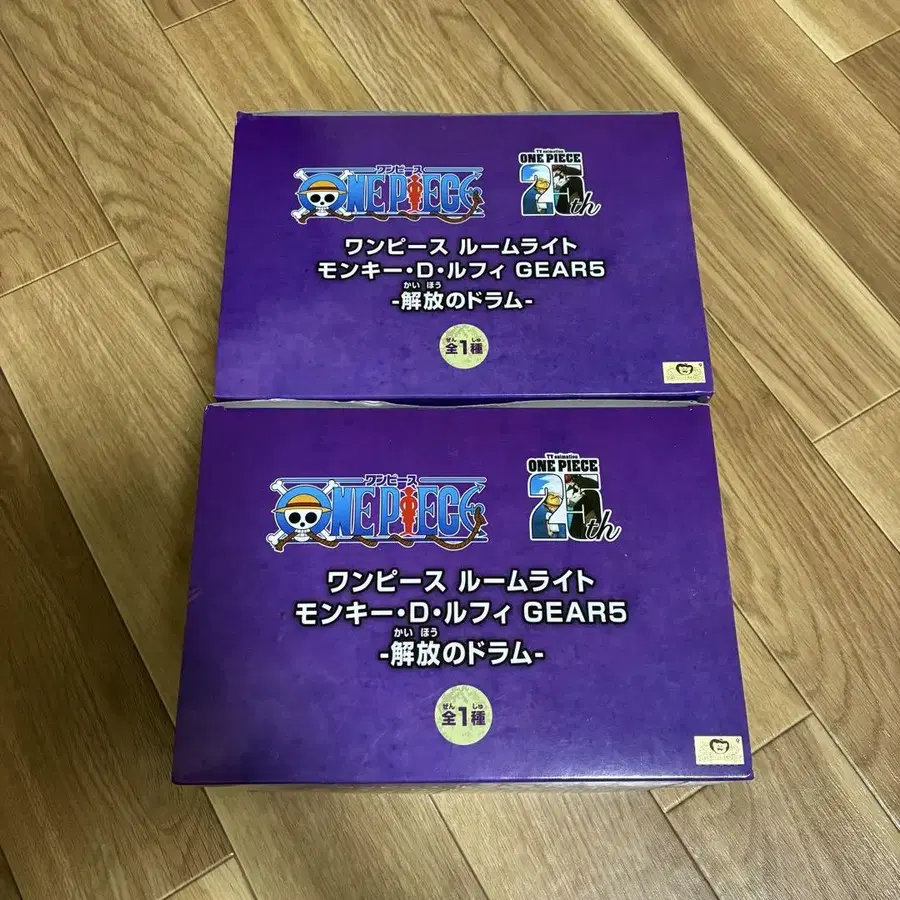 ワンピース
ONE PIECE
TV animation
ONE PIECE
25th
ワンピース ルームライト
モンキー・D・ルフィ GEAR5
かい ほう
-解放のドラム-
ぜん しゅ
全1種
ワンピース
ONE PIECE
TV animation
ONE PIECE
25th
ワンピース ルームライト
モンキー・D・ルフィ GEAR5
かい ほう
-解放のドラム-
ぜん しゅ
全1種